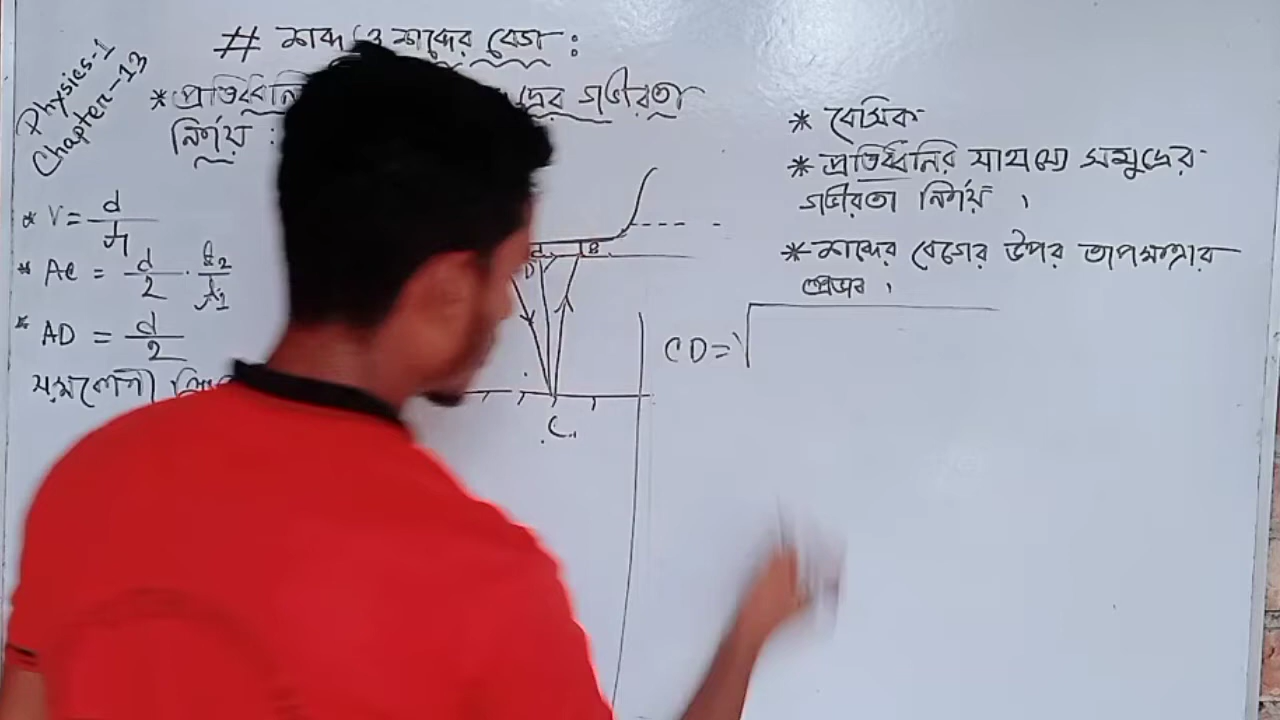 # শব্দ ও শব্দের বেগ :
Physics-1
Chapter-13
* প্রতিধ্বনি
দ্রের গভীরতা
নির্ণয় :
* V = d/t₁
* AC = d/2 · t₂/t₁
* AD = d/2
সমকোণী
D d B
C
CD = √
* বেসিক
* প্রতিধ্বনির মাধ্যমে সমুদ্রের
গভীরতা নির্ণয় ।
* শব্দের বেগের উপর তাপমাত্রার
প্রভাব ।